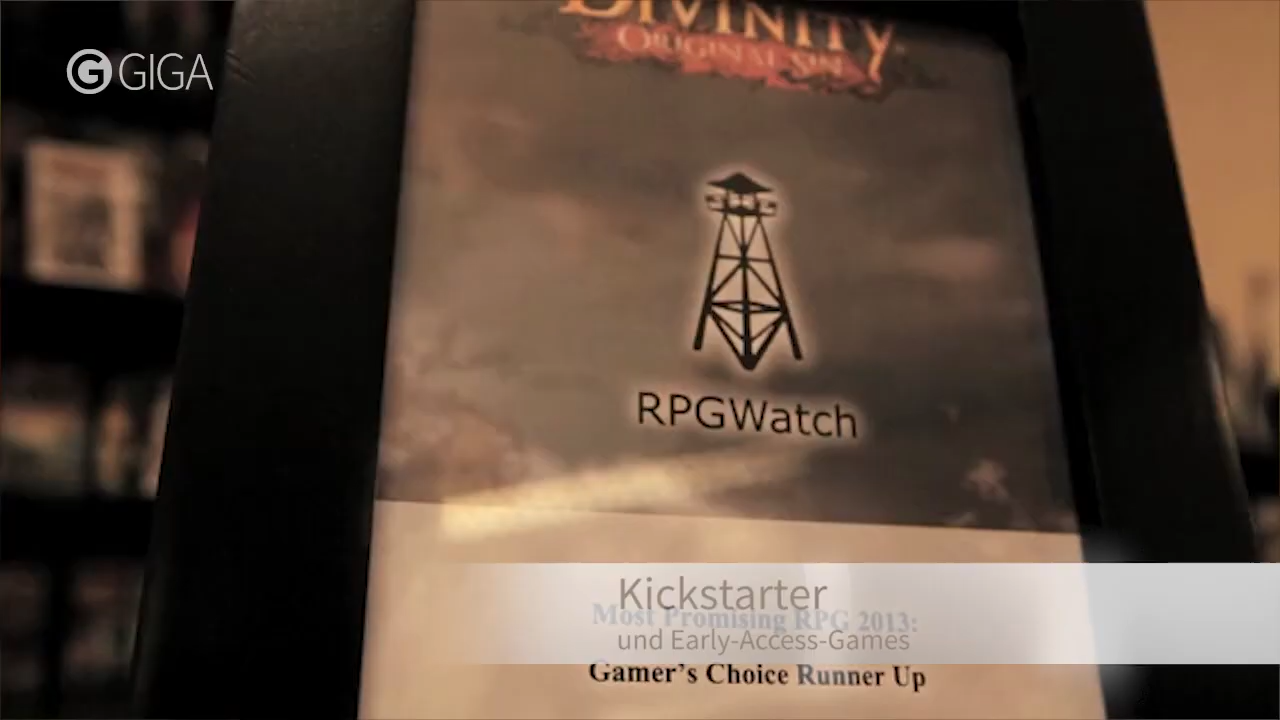 GIGA
DIVINITY
ORIGINAL SIN
RPGWatch
Kickstarter
Most Promising RPG 2013:
und Early-Access-Games
Gamer's Choice Runner Up